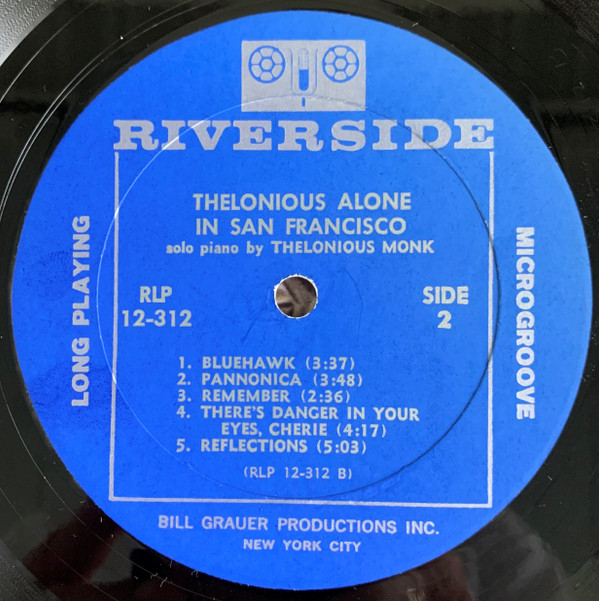 RIVERSIDE
THELONIOUS ALONE
IN SAN FRANCISCO
solo piano by THELONIOUS MONK
LONG PLAYING
RLP
12-312
SIDE
2
MICROGROOVE
1. BLUEHAWK (3:37)
2. PANNONICA (3:48)
3. REMEMBER (2:36)
4. THERE'S DANGER IN YOUR
EYES, CHERIE (4:17)
5. REFLECTIONS (5:03)
(RLP 12-312 B)
BILL GRAUER PRODUCTIONS INC.
NEW YORK CITY